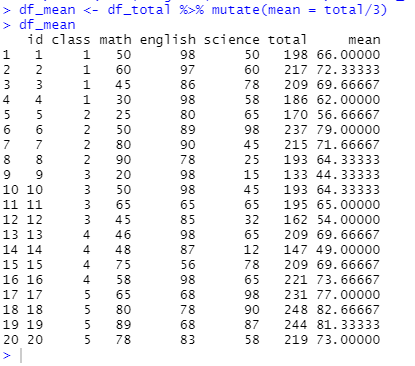 > df_mean <- df_total %>% mutate(mean = total/3)
> df_mean
   id class math english science total     mean
1   1     1   50      98      50   198 66.00000
2   2     1   60      97      60   217 72.33333
3   3     1   45      86      78   209 69.66667
4   4     1   30      98      58   186 62.00000
5   5     2   25      80      65   170 56.66667
6   6     2   50      89      98   237 79.00000
7   7     2   80      90      45   215 71.66667
8   8     2   90      78      25   193 64.33333
9   9     3   20      98      15   133 44.33333
10 10     3   50      98      45   193 64.33333
11 11     3   65      65      65   195 65.00000
12 12     3   45      85      32   162 54.00000
13 13     4   46      98      65   209 69.66667
14 14     4   48      87      12   147 49.00000
15 15     4   75      56      78   209 69.66667
16 16     4   58      98      65   221 73.66667
17 17     5   65      68      98   231 77.00000
18 18     5   80      78      90   248 82.66667
19 19     5   89      68      87   244 81.33333
20 20     5   78      83      58   219 73.00000
>